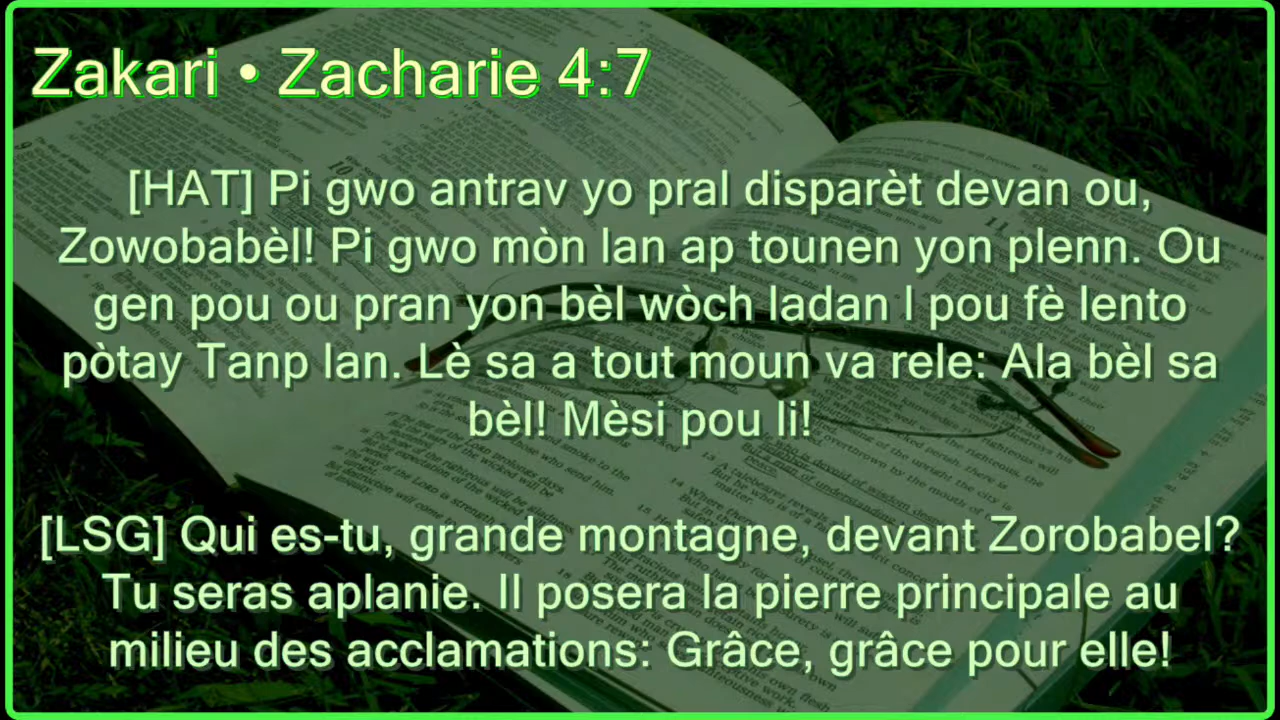 Zakari • Zacharie 4:7
[HAT] Pi gwo antrav yo pral disparèt devan ou,
Zowobabèl! Pi gwo mòn lan ap tounen yon plenn. Ou
gen pou ou pran yon bèl wòch ladan l pou fè lento
pòtay Tanp lan. Lè sa a tout moun va rele: Ala bèl sa
bèl! Mèsi pou li!
[LSG] Qui es-tu, grande montagne, devant Zorobabel?
Tu seras aplanie. Il posera la pierre principale au
milieu des acclamations: Grâce, grâce pour elle!